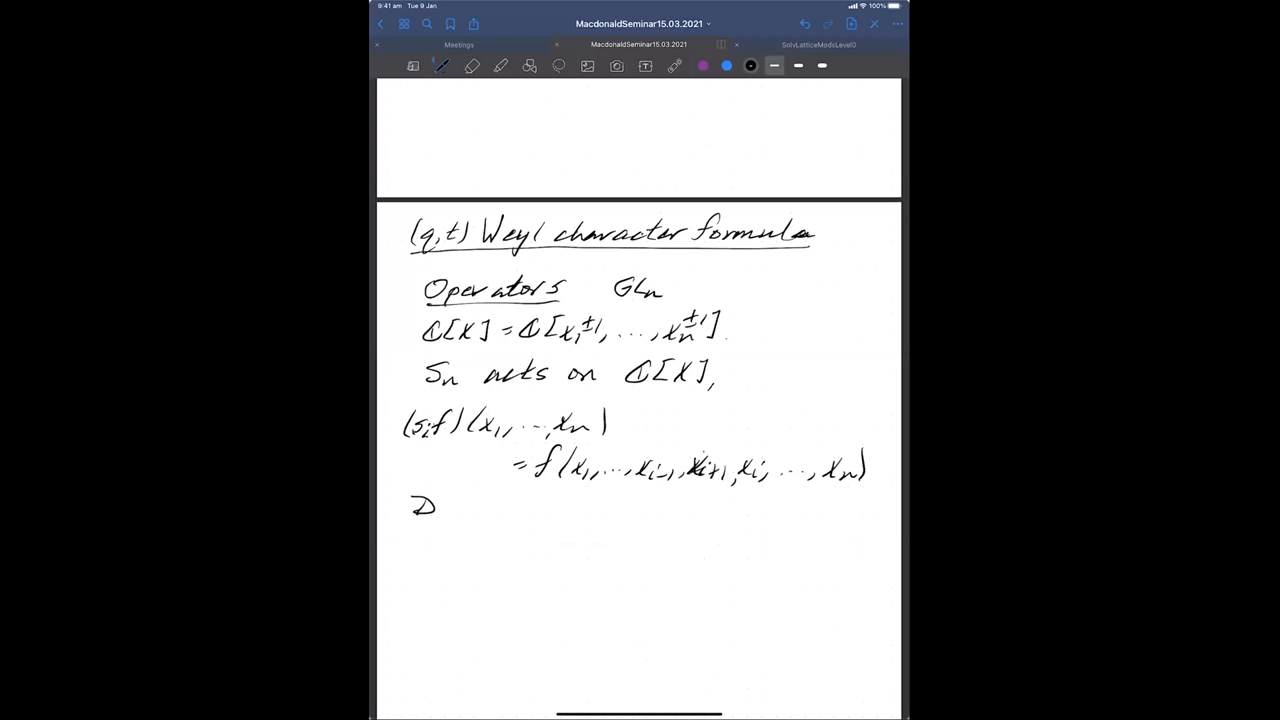 9:41 am Tue 9 Jan
100%
MacdonaldSeminar15.03.2021
Meetings
MacdonaldSeminar15.03.2021
SolvLatticeModsLevel0
(q,t) Weyl character formula
Operators GLₙ
ℂ[X] = ℂ[x₁^{±1}, ..., xₙ^{±1}].
Sₙ acts on ℂ[X],
(sᵢf)(x₁, ..., xₙ)
= f(x₁, ..., xᵢ₋₁, xᵢ₊₁, xᵢ, ..., xₙ)
D